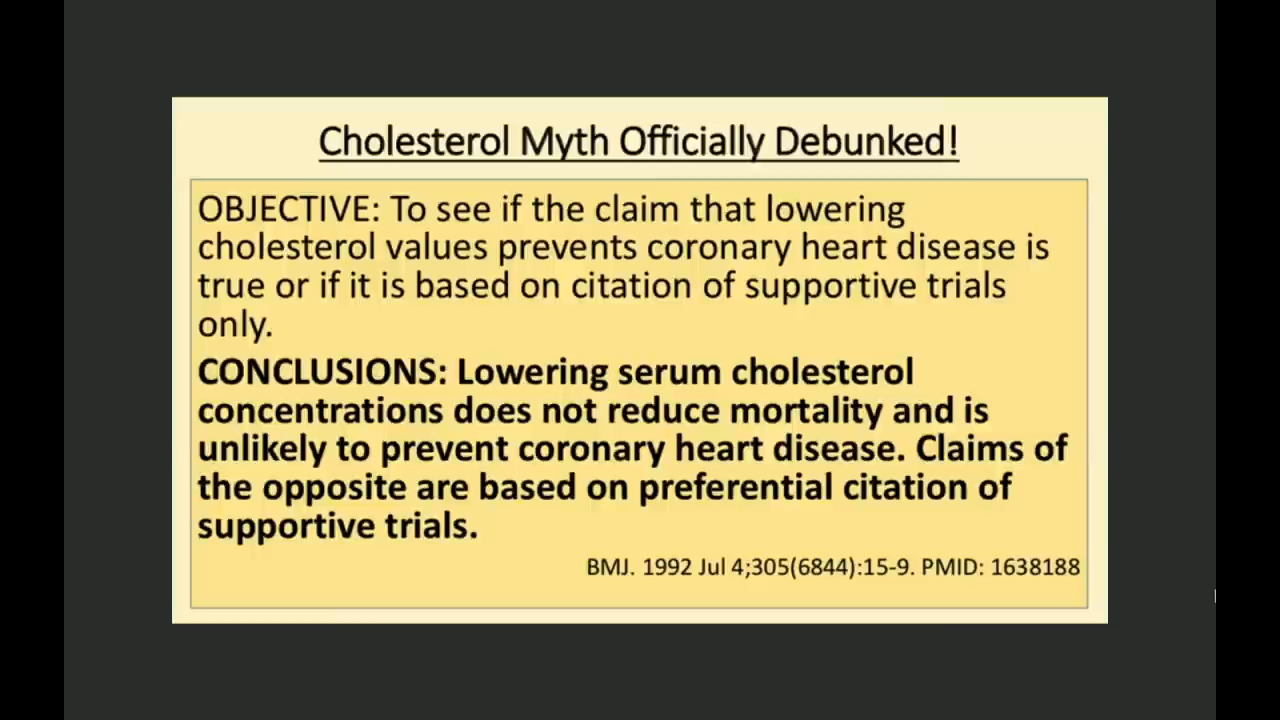 Cholesterol Myth Officially Debunked!
OBJECTIVE: To see if the claim that lowering
cholesterol values prevents coronary heart disease is
true or if it is based on citation of supportive trials
only.
CONCLUSIONS: Lowering serum cholesterol
concentrations does not reduce mortality and is
unlikely to prevent coronary heart disease. Claims of
the opposite are based on preferential citation of
supportive trials.
BMJ. 1992 Jul 4;305(6844):15-9. PMID: 1638188